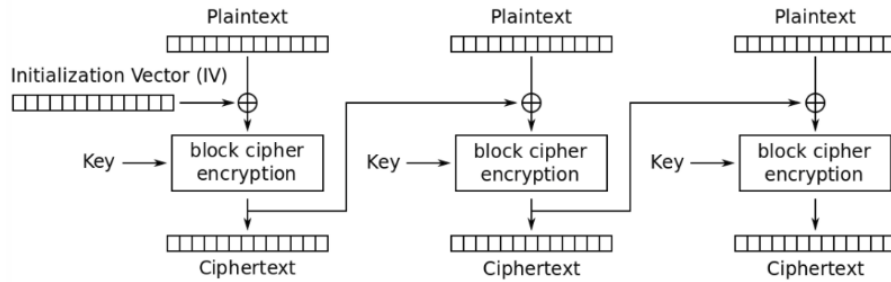 Plaintext
Plaintext
Plaintext
Initialization Vector (IV)
Key
block cipher
encryption
Key
block cipher
encryption
Key
block cipher
encryption
Ciphertext
Ciphertext
Ciphertext